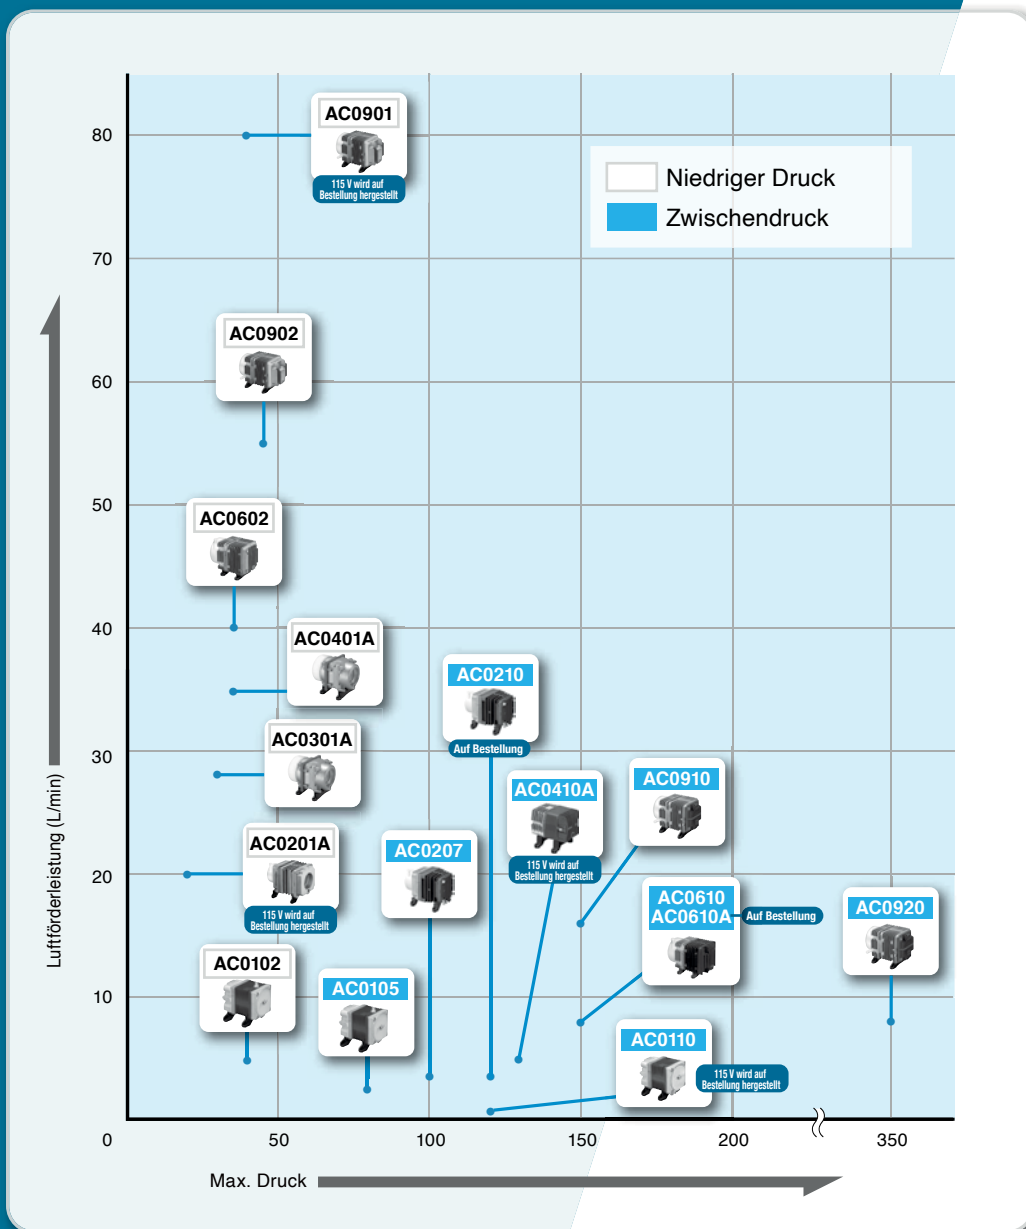 AC0901
80
115 V wird auf
Bestellung hergestellt
Niedriger Druck
Zwischendruck
70
AC0902
60
50
AC0602
40
AC0401A
AC0210
Auf Bestellung
AC0301A
30
AC0410A
115 V wird auf
Bestellung hergestellt
AC0910
AC0201A
115 V wird auf
Bestellung hergestellt
AC0207
20
AC0610
AC0610A
Auf Bestellung
AC0920
AC0102
AC0105
10
AC0110
115 V wird auf
Bestellung hergestellt
Luftförderleistung (L/min)
0
50
100
150
200
350
Max. Druck